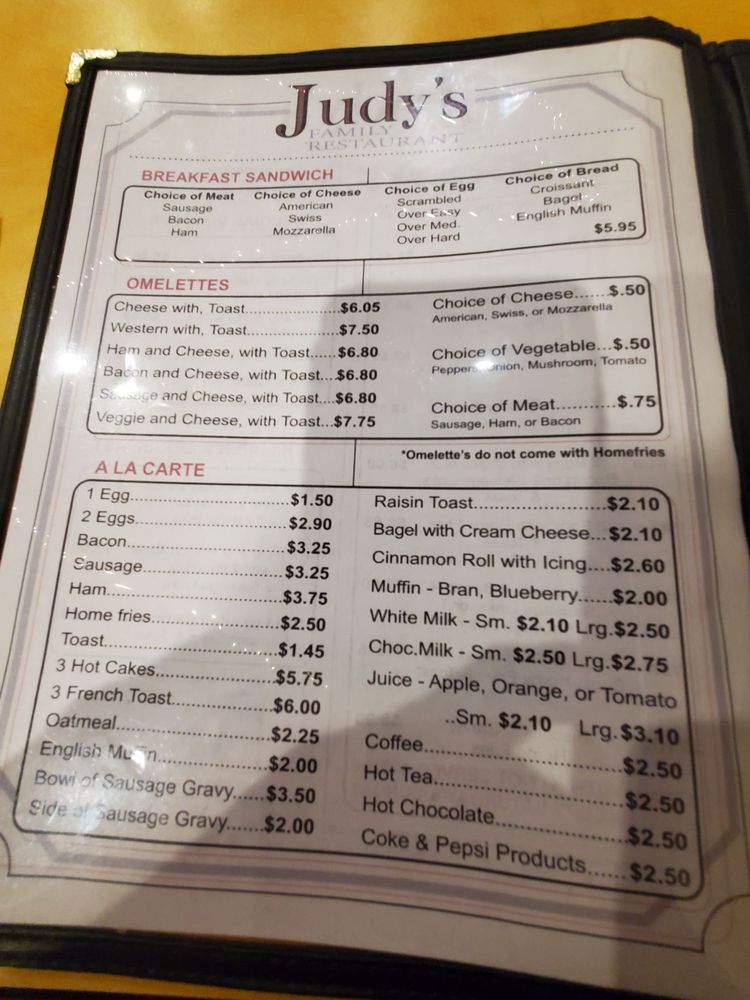 Judy's
FAMILY
RESTAURANT
BREAKFAST SANDWICH
Choice of Meat
Sausage
Bacon
Ham
Choice of Cheese
American
Swiss
Mozzarella
Choice of Egg
Scrambled
Over Easy
Over Med.
Over Hard
Choice of Bread
Croissant
Bagel
English Muffin
$5.95
OMELETTES
Cheese with, Toast....................$6.05
Western with, Toast...................$7.50
Ham and Cheese, with Toast......$6.80
Bacon and Cheese, with Toast...$6.80
Sausage and Cheese, with Toast....$6.80
Veggie and Cheese, with Toast...$7.75
Choice of Cheese.......$.50
American, Swiss, or Mozzarella
Choice of Vegetable...$.50
Peppers, Onion, Mushroom, Tomato
Choice of Meat...........$.75
Sausage, Ham, or Bacon
*Omelette's do not come with Homefries
A LA CARTE
1 Egg..............................$1.50
2 Eggs.............................$2.90
Bacon..............................$3.25
Sausage...........................$3.25
Ham.................................$3.75
Home fries........................$2.50
Toast................................$1.45
3 Hot Cakes.....................$5.75
3 French Toast.................$6.00
Oatmeal...........................$2.25
English Muffin...................$2.00
Bowl of Sausage Gravy......$3.50
Side of Sausage Gravy.......$2.00
Raisin Toast.......................$2.10
Bagel with Cream Cheese...$2.10
Cinnamon Roll with Icing....$2.60
Muffin - Bran, Blueberry......$2.00
White Milk - Sm. $2.10 Lrg.$2.50
Choc.Milk - Sm. $2.50 Lrg.$2.75
Juice - Apple, Orange, or Tomato
..Sm. $2.10 Lrg.$3.10
Coffee................................$2.50
Hot Tea..............................$2.50
Hot Chocolate.....................$2.50
Coke & Pepsi Products......$2.50